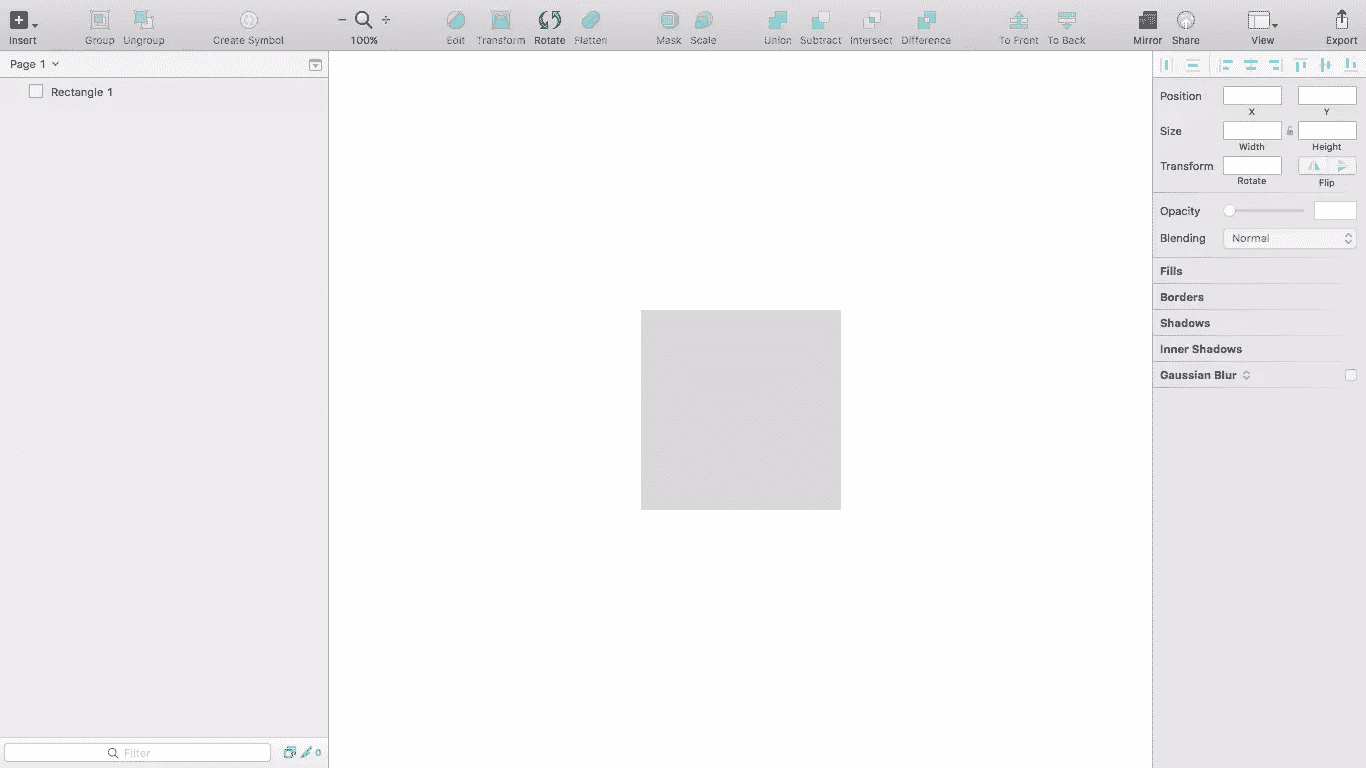 Insert
Group
Ungroup
Create Symbol
100%
Edit
Transform
Rotate
Flatten
Mask
Scale
Union
Subtract
Intersect
Difference
To Front
To Back
Mirror
Share
View
Export
Page 1
Rectangle 1
Position
X
Y
Size
Width
Height
Transform
Rotate
Flip
Opacity
Blending
Normal
Fills
Borders
Shadows
Inner Shadows
Gaussian Blur
Filter
0